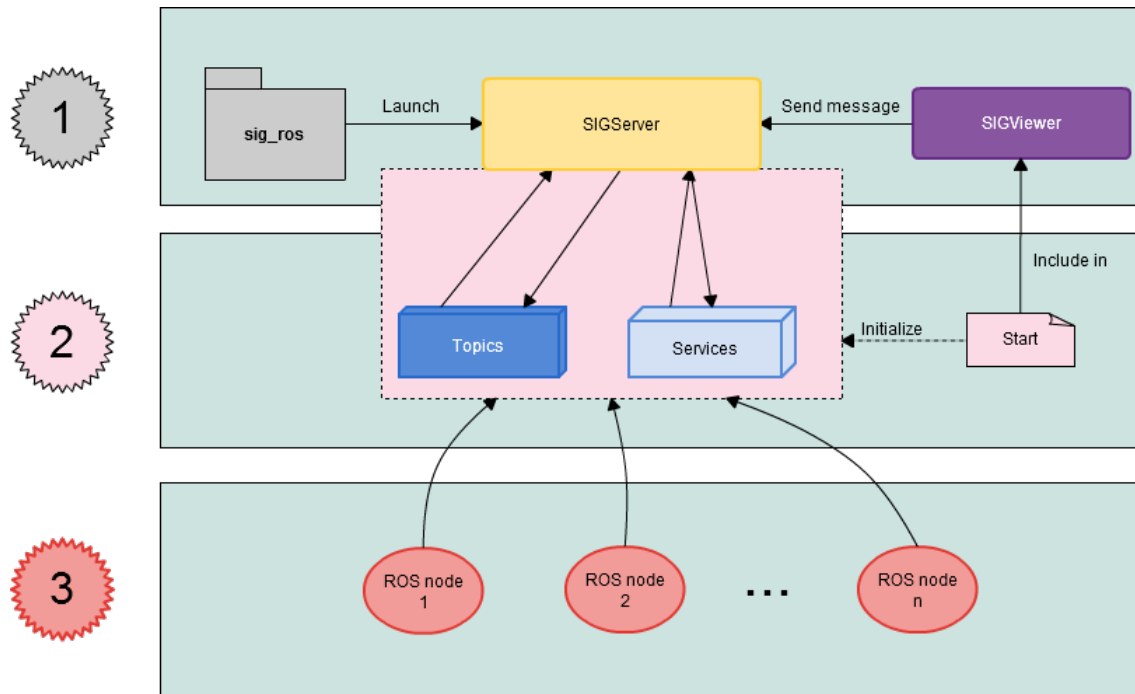 1
sig_ros
Launch
SIGServer
Send message
SIGViewer
Include in
2
Topics
Services
Initialize
Start
3
ROS node
1
ROS node
2
...
ROS node
n